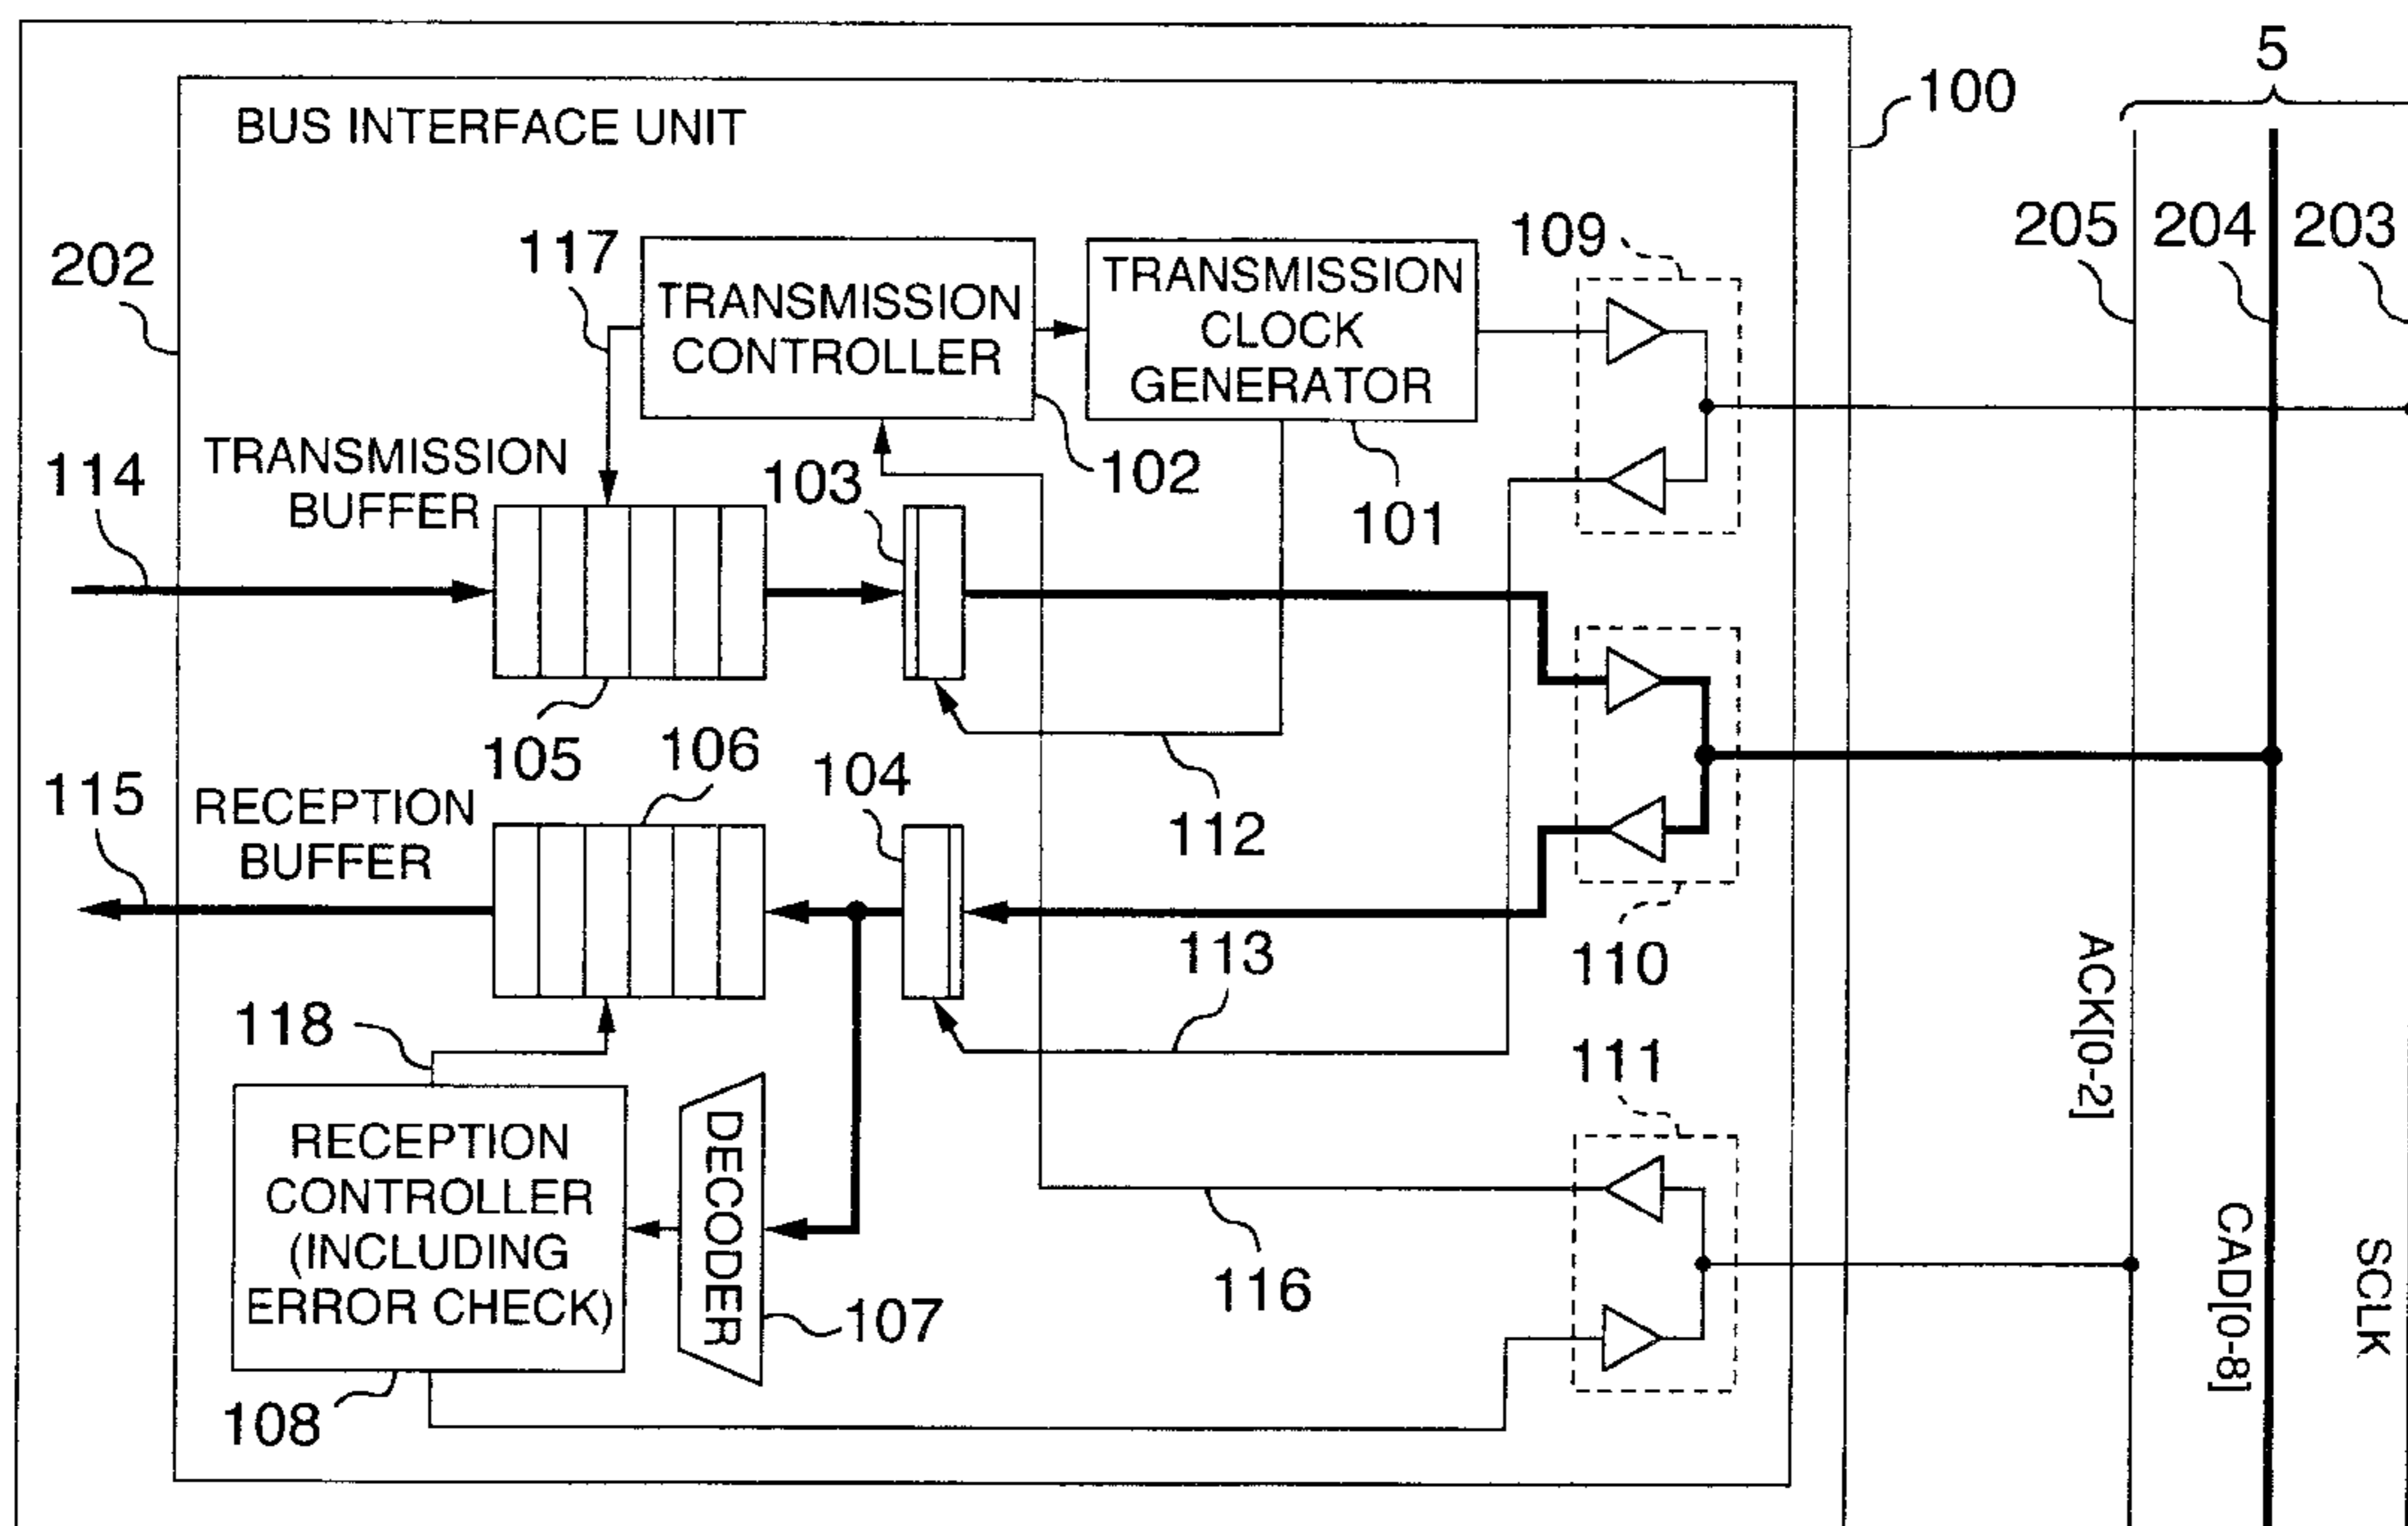 5
100
BUS INTERFACE UNIT
202
117
109
205
204
203
TRANSMISSION
CONTROLLER
TRANSMISSION
CLOCK
GENERATOR
102
101
114
TRANSMISSION
BUFFER
103
105
106
104
112
115
RECEPTION
BUFFER
113
110
118
111
RECEPTION
CONTROLLER
(INCLUDING
ERROR CHECK)
DECODER
107
116
108
ACK[0-2]
CAD[0-8]
SCLK